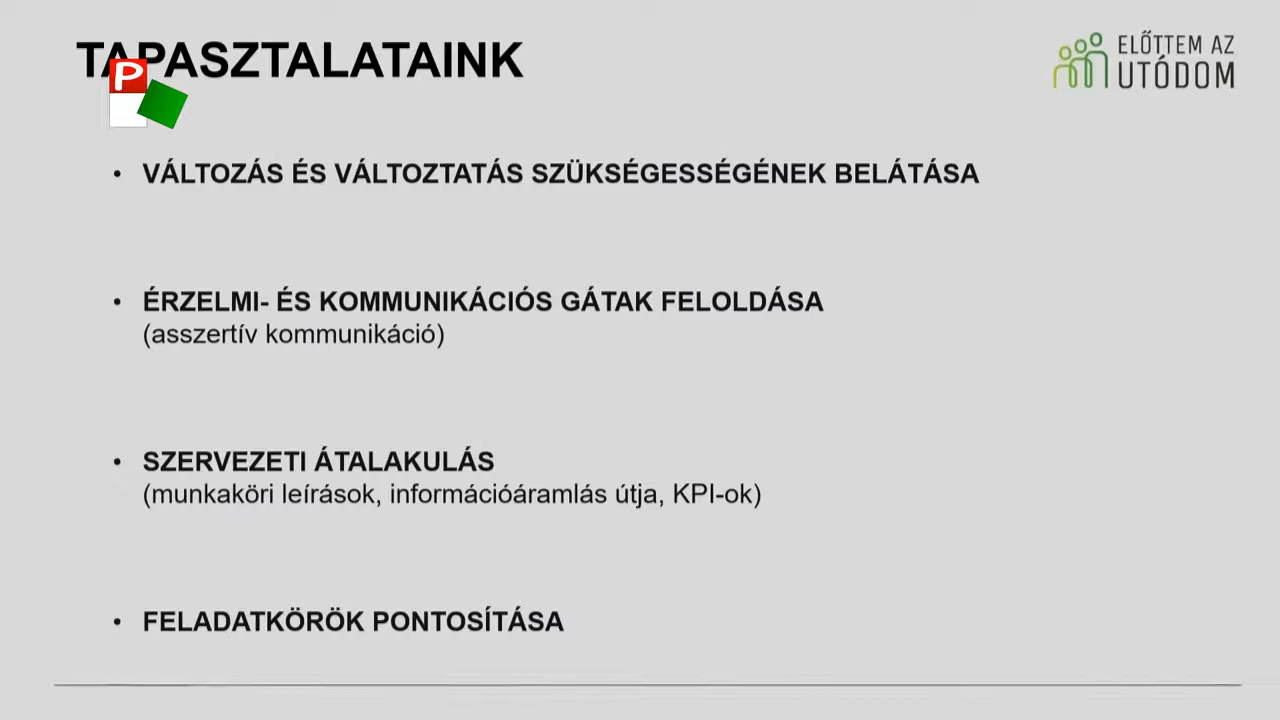 TAPASZTALATAINK
P
ELŐTTEM AZ
UTÓDOM
• VÁLTOZÁS ÉS VÁLTOZTATÁS SZÜKSÉGESSÉGÉNEK BELÁTÁSA
• ÉRZELMI- ÉS KOMMUNIKÁCIÓS GÁTAK FELOLDÁSA
(asszertív kommunikáció)
• SZERVEZETI ÁTALAKULÁS
(munkaköri leírások, információáramlás útja, KPI-ok)
• FELADATKÖRÖK PONTOSÍTÁSA